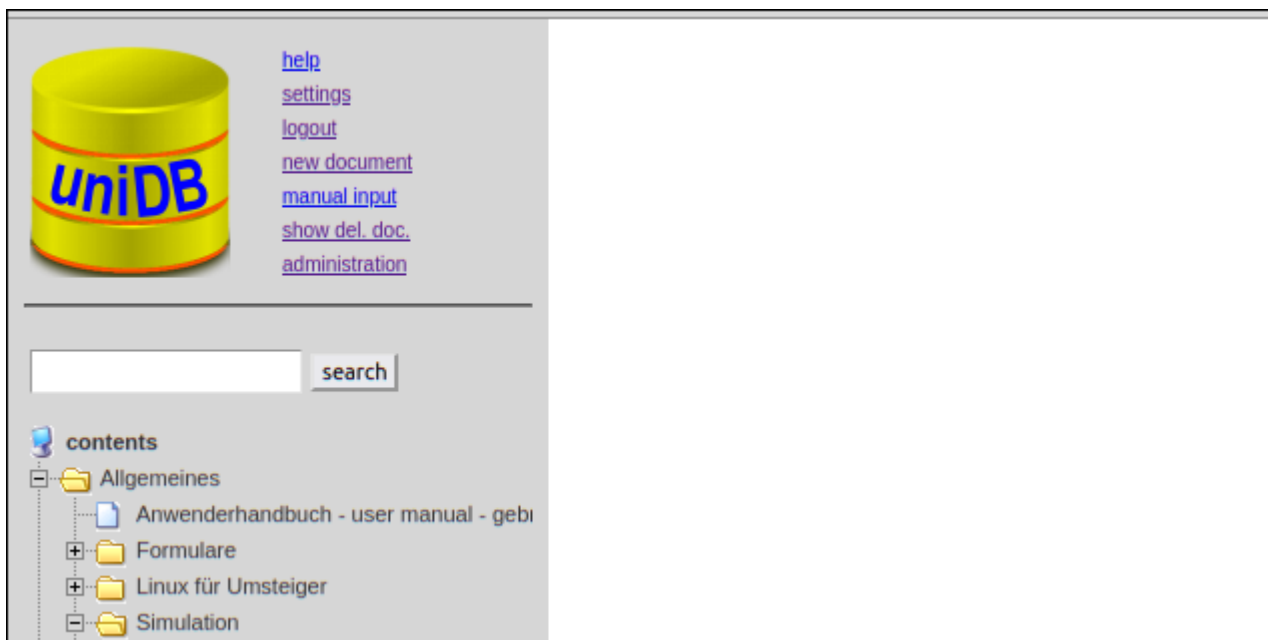 uniDB
help
settings
logout
new document
manual input
show del. doc.
administration
search
contents
Allgemeines
Anwenderhandbuch - user manual -
Formulare
Linux für Umsteiger
Simulation